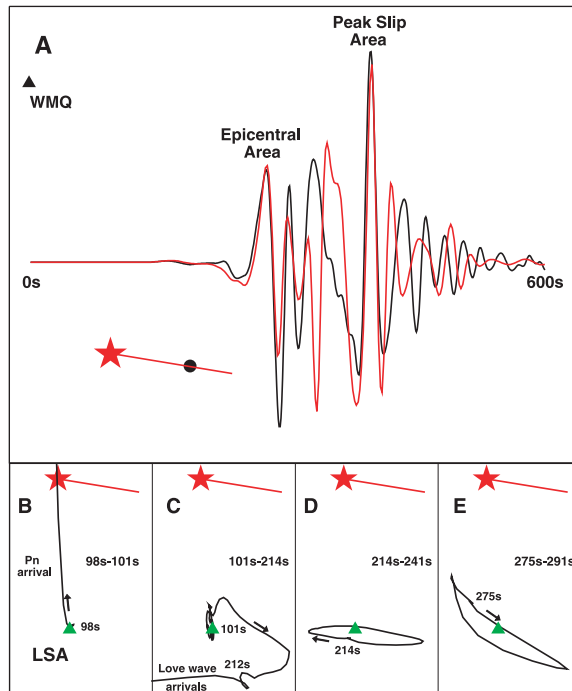 A
Peak Slip
Area
WMQ
Epicentral
Area
0s
600s
B
Pn
arrival
98s-101s
98s
LSA
C
101s-214s
101s
212s
Love wave
arrivals
D
214s-241s
214s
E
275s-291s
275s